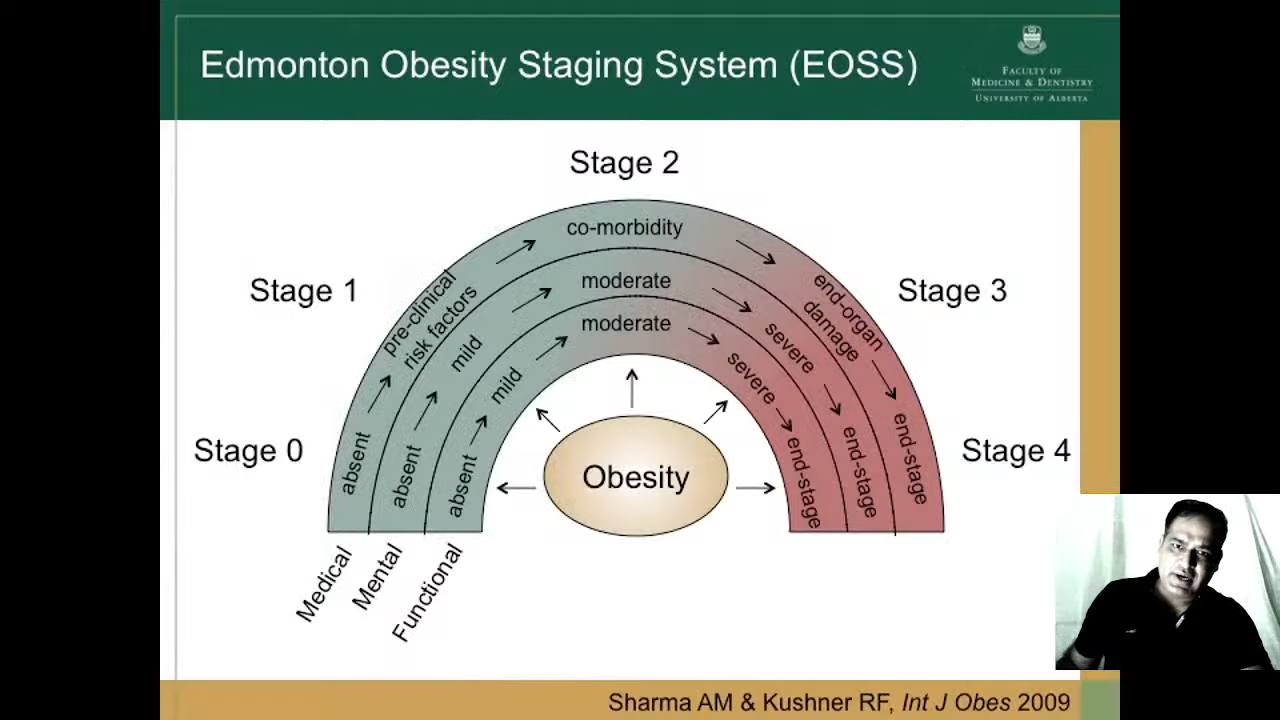 Edmonton Obesity Staging System (EOSS)
FACULTY OF
MEDICINE & DENTISTRY
UNIVERSITY OF ALBERTA
Stage 2
co-morbidity
Stage 1
pre-clinical
risk factors
moderate
end-organ
damage
Stage 3
mild
moderate
severe
mild
severe
Stage 0
absent
absent
absent
Obesity
end-stage
end-stage
end-stage
Stage 4
Medical
Mental
Functional
Sharma AM & Kushner RF, Int J Obes 2009